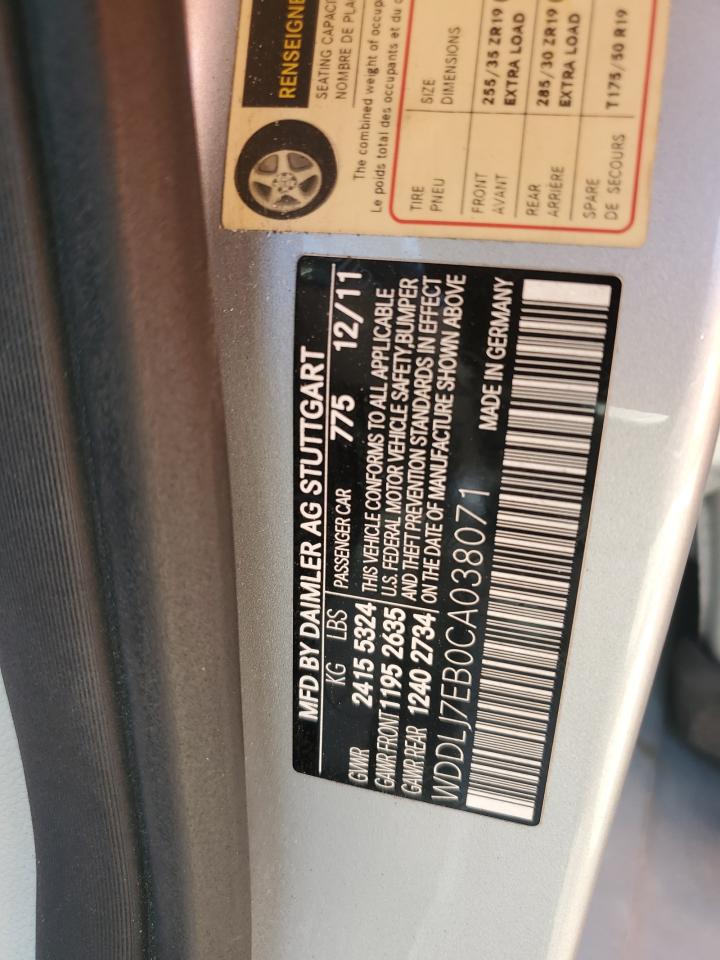 RENSEIGNE
SEATING CAPACI
NOMBRE DE PLA
The combined weight of occup
Le poids total des occupants et du c
TIRE SIZE
PNEU DIMENSIONS
FRONT 255/35 ZR19
AVANT EXTRA LOAD
REAR 285/30 ZR19
ARRIÈRE EXTRA LOAD
SPARE T175/50 R19
DE SECOURS
MFD BY DAIMLER AG STUTTGART
KG LBS PASSENGER CAR 775 12/11
GVWR 2415 5324 THIS VEHICLE CONFORMS TO ALL APPLICABLE
GAWR FRONT 1195 2635 U.S. FEDERAL MOTOR VEHICLE SAFETY,BUMPER
GAWR REAR 1240 2734 AND THEFT PREVENTION STANDARDS IN EFFECT
ON THE DATE OF MANUFACTURE SHOWN ABOVE
WDDLJ7EB0CA038071 MADE IN GERMANY